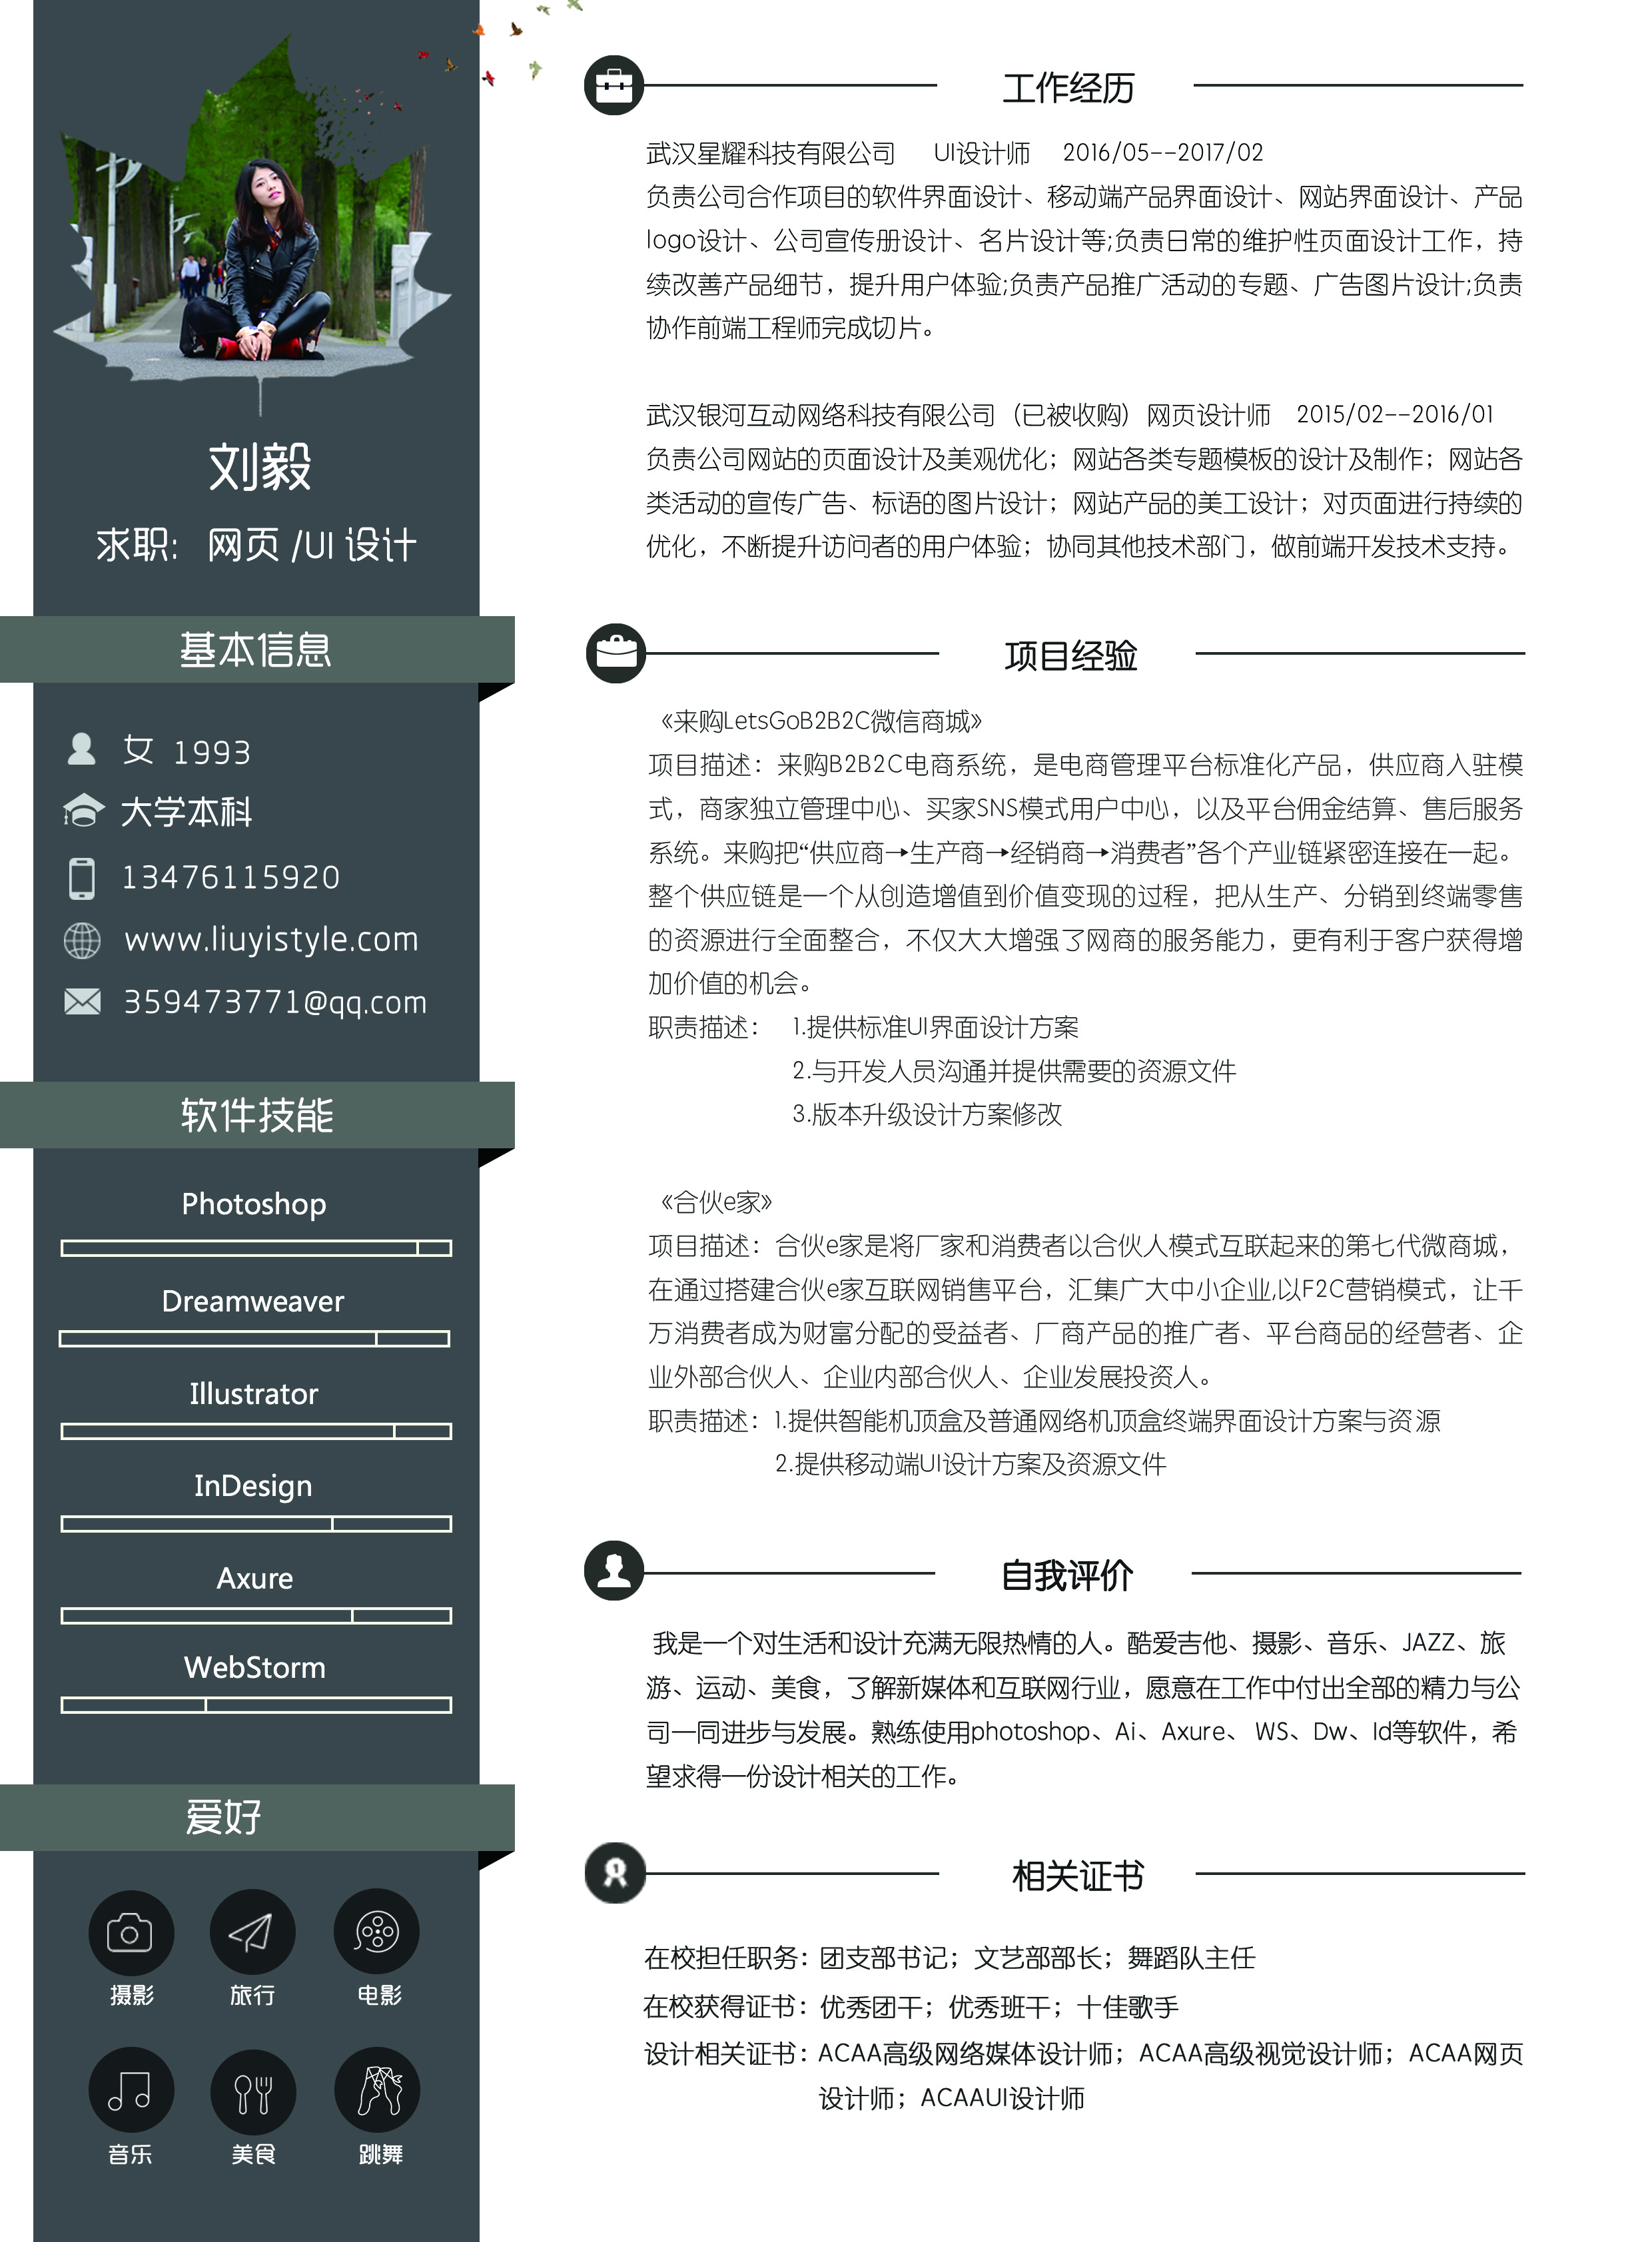 刘毅
求职： 网页 /UI 设计
基本信息
女 1993
大学本科
13476115920
www.liuyistyle.com
359473771@qq.com
软件技能
Photoshop
Dreamweaver
Illustrator
InDesign
Axure
WebStorm
爱好
摄影 旅行 电影
音乐 美食 跳舞
工作经历
武汉星耀科技有限公司 UI设计师 2016/05--2017/02
负责公司合作项目的软件界面设计、移动端产品界面设计、网站界面设计、产品
logo设计、公司宣传册设计、名片设计等;负责日常的维护性页面设计工作，持
续改善产品细节，提升用户体验;负责产品推广活动的专题、广告图片设计;负责
协作前端工程师完成切片。
武汉银河互动网络科技有限公司（已被收购）网页设计师 2015/02--2016/01
负责公司网站的页面设计及美观优化；网站各类专题模板的设计及制作；网站各
类活动的宣传广告、标语的图片设计；网站产品的美工设计；对页面进行持续的
优化，不断提升访问者的用户体验；协同其他技术部门，做前端开发技术支持。
项目经验
《来购LetsGoB2B2C微信商城》
项目描述：来购B2B2C电商系统，是电商管理平台标准化产品，供应商入驻模
式，商家独立管理中心、买家SNS模式用户中心，以及平台佣金结算、售后服务
系统。来购把“供应商→生产商→经销商→消费者”各个产业链紧密连接在一起。
整个供应链是一个从创造增值到价值变现的过程，把从生产、分销到终端零售
的资源进行全面整合，不仅大大增强了网商的服务能力，更有利于客户获得增
加价值的机会。
职责描述： 1.提供标准UI界面设计方案
2.与开发人员沟通并提供需要的资源文件
3.版本升级设计方案修改
《合伙e家》
项目描述：合伙e家是将厂家和消费者以合伙人模式互联起来的第七代微商城，
在通过搭建合伙e家互联网销售平台，汇集广大中小企业,以F2C营销模式，让千
万消费者成为财富分配的受益者、厂商产品的推广者、平台商品的经营者、企
业外部合伙人、企业内部合伙人、企业发展投资人。
职责描述：1.提供智能机顶盒及普通网络机顶盒终端界面设计方案与资源
2.提供移动端UI设计方案及资源文件
自我评价
我是一个对生活和设计充满无限热情的人。酷爱吉他、摄影、音乐、JAZZ、旅
游、运动、美食，了解新媒体和互联网行业，愿意在工作中付出全部的精力与公
司一同进步与发展。熟练使用photoshop、Ai、Axure、 WS、Dw、Id等软件，希
望求得一份设计相关的工作。
相关证书
在校担任职务：团支部书记；文艺部部长；舞蹈队主任
在校获得证书：优秀团干；优秀班干；十佳歌手
设计相关证书：ACAA高级网络媒体设计师；ACAA高级视觉设计师；ACAA网页
设计师；ACAAUI设计师